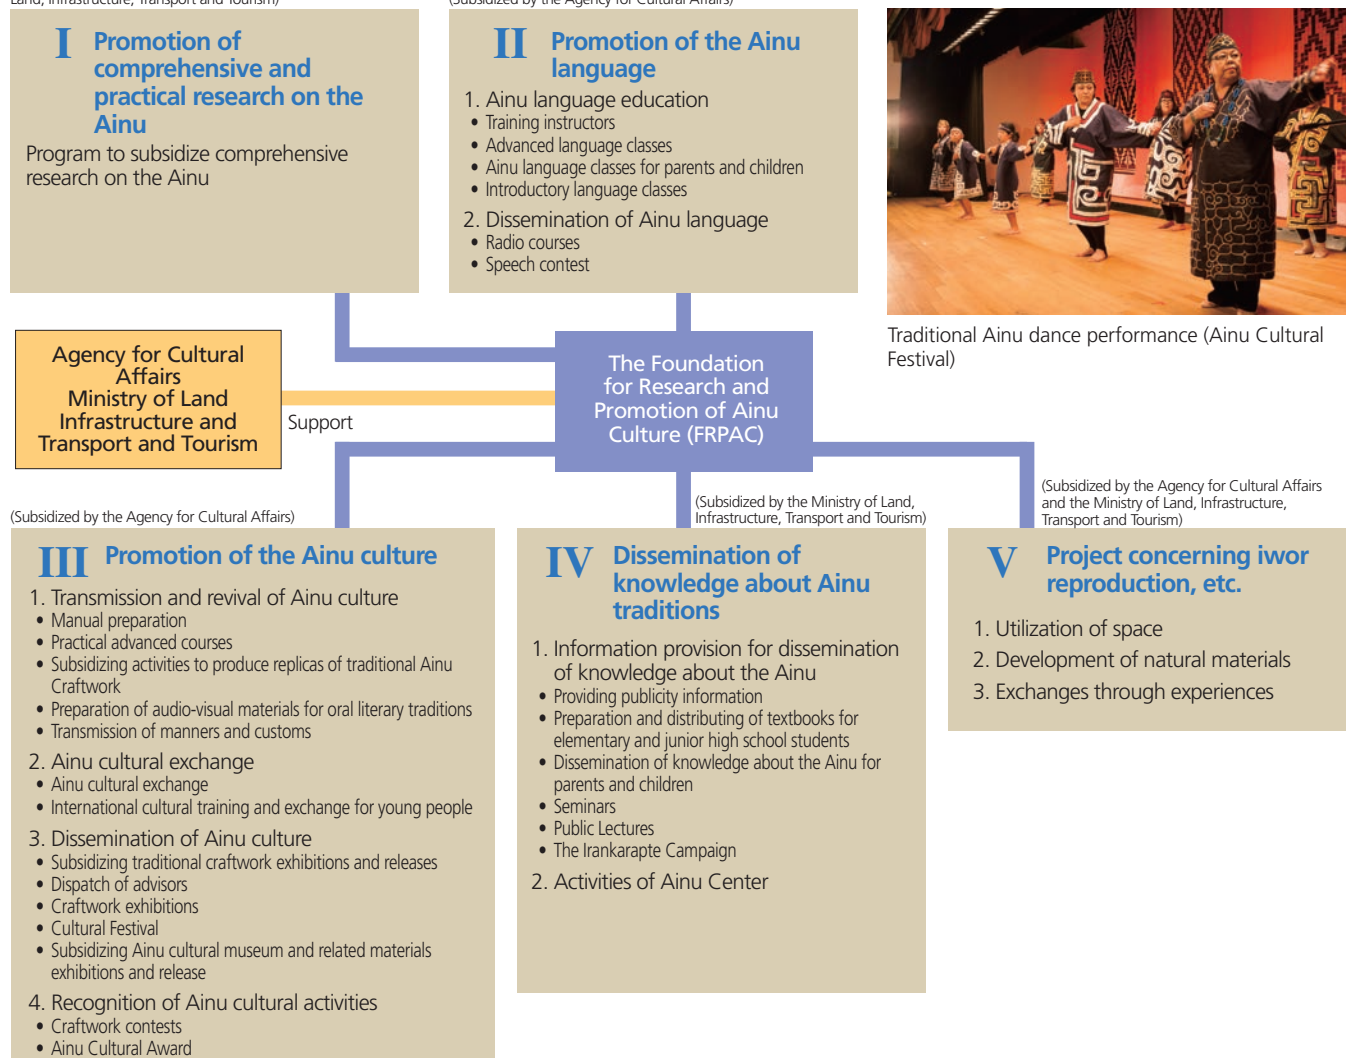 Land, Infrastructure, Transport and Tourism)
I Promotion of
comprehensive and
practical research on the
Ainu
Program to subsidize comprehensive
research on the Ainu
(Subsidized by the Agency for Cultural Affairs)
II Promotion of the Ainu
language
1. Ainu language education
• Training instructors
• Advanced language classes
• Ainu language classes for parents and children
• Introductory language classes
2. Dissemination of Ainu language
• Radio courses
• Speech contest
Traditional Ainu dance performance (Ainu Cultural
Festival)
Agency for Cultural
Affairs
Ministry of Land
Infrastructure and
Transport and Tourism
Support
The Foundation
for Research and
Promotion of Ainu
Culture (FRPAC)
(Subsidized by the Agency for Cultural Affairs)
III Promotion of the Ainu culture
1. Transmission and revival of Ainu culture
• Manual preparation
• Practical advanced courses
• Subsidizing activities to produce replicas of traditional Ainu
Craftwork
• Preparation of audio-visual materials for oral literary traditions
• Transmission of manners and customs
2. Ainu cultural exchange
• Ainu cultural exchange
• International cultural training and exchange for young people
3. Dissemination of Ainu culture
• Subsidizing traditional craftwork exhibitions and releases
• Dispatch of advisors
• Craftwork exhibitions
• Cultural Festival
• Subsidizing Ainu cultural museum and related materials
exhibitions and release
4. Recognition of Ainu cultural activities
• Craftwork contests
• Ainu Cultural Award
(Subsidized by the Ministry of Land,
Infrastructure, Transport and Tourism)
IV Dissemination of
knowledge about Ainu
traditions
1. Information provision for dissemination
of knowledge about the Ainu
• Providing publicity information
• Preparation and distributing of textbooks for
elementary and junior high school students
• Dissemination of knowledge about the Ainu for
parents and children
• Seminars
• Public Lectures
• The Irankarapte Campaign
2. Activities of Ainu Center
(Subsidized by the Agency for Cultural Affairs
and the Ministry of Land, Infrastructure,
Transport and Tourism)
V Project concerning iwor
reproduction, etc.
1. Utilization of space
2. Development of natural materials
3. Exchanges through experiences